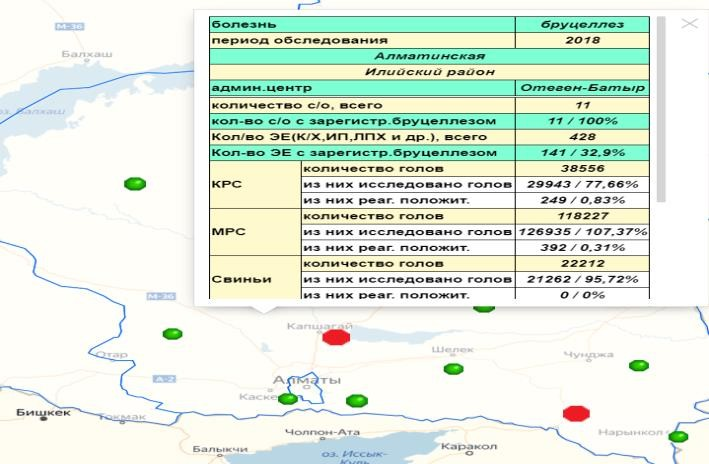 М-36
Балхаш
оз. Балхаш
болезнь бруцеллез
период обследования 2018
Алматинская
Илийский район
админ.центр Отеген-Батыр
количество с/о, всего 11
кол-во с/о с зарегистр.бруцеллезом 11 / 100%
Кол/во ЭЕ(К/Х,ИП,ЛПХ и др.), всего 428
Кол-во ЭЕ с зарегистр.бруцеллезом 141 / 32,9%
КРС
количество голов 38556
из них исследовано голов 29943 / 77,66%
из них реаг. положит. 249 / 0,83%
МРС
количество голов 118227
из них исследовано голов 126935 / 107,37%
из них реаг. положит. 392 / 0,31%
Свиньи
количество голов 22212
из них исследовано голов 21262 / 95,72%
из них реаг. положит. 0 / 0%
М-36
Капшагай
Отар
Шелек
Чунджа
А-2
Алматы
Каске
Бишкек
Токмак
Чолпон-Ата
Нарынкол
Балыкчи
оз. Иссык-Куль
Каракол